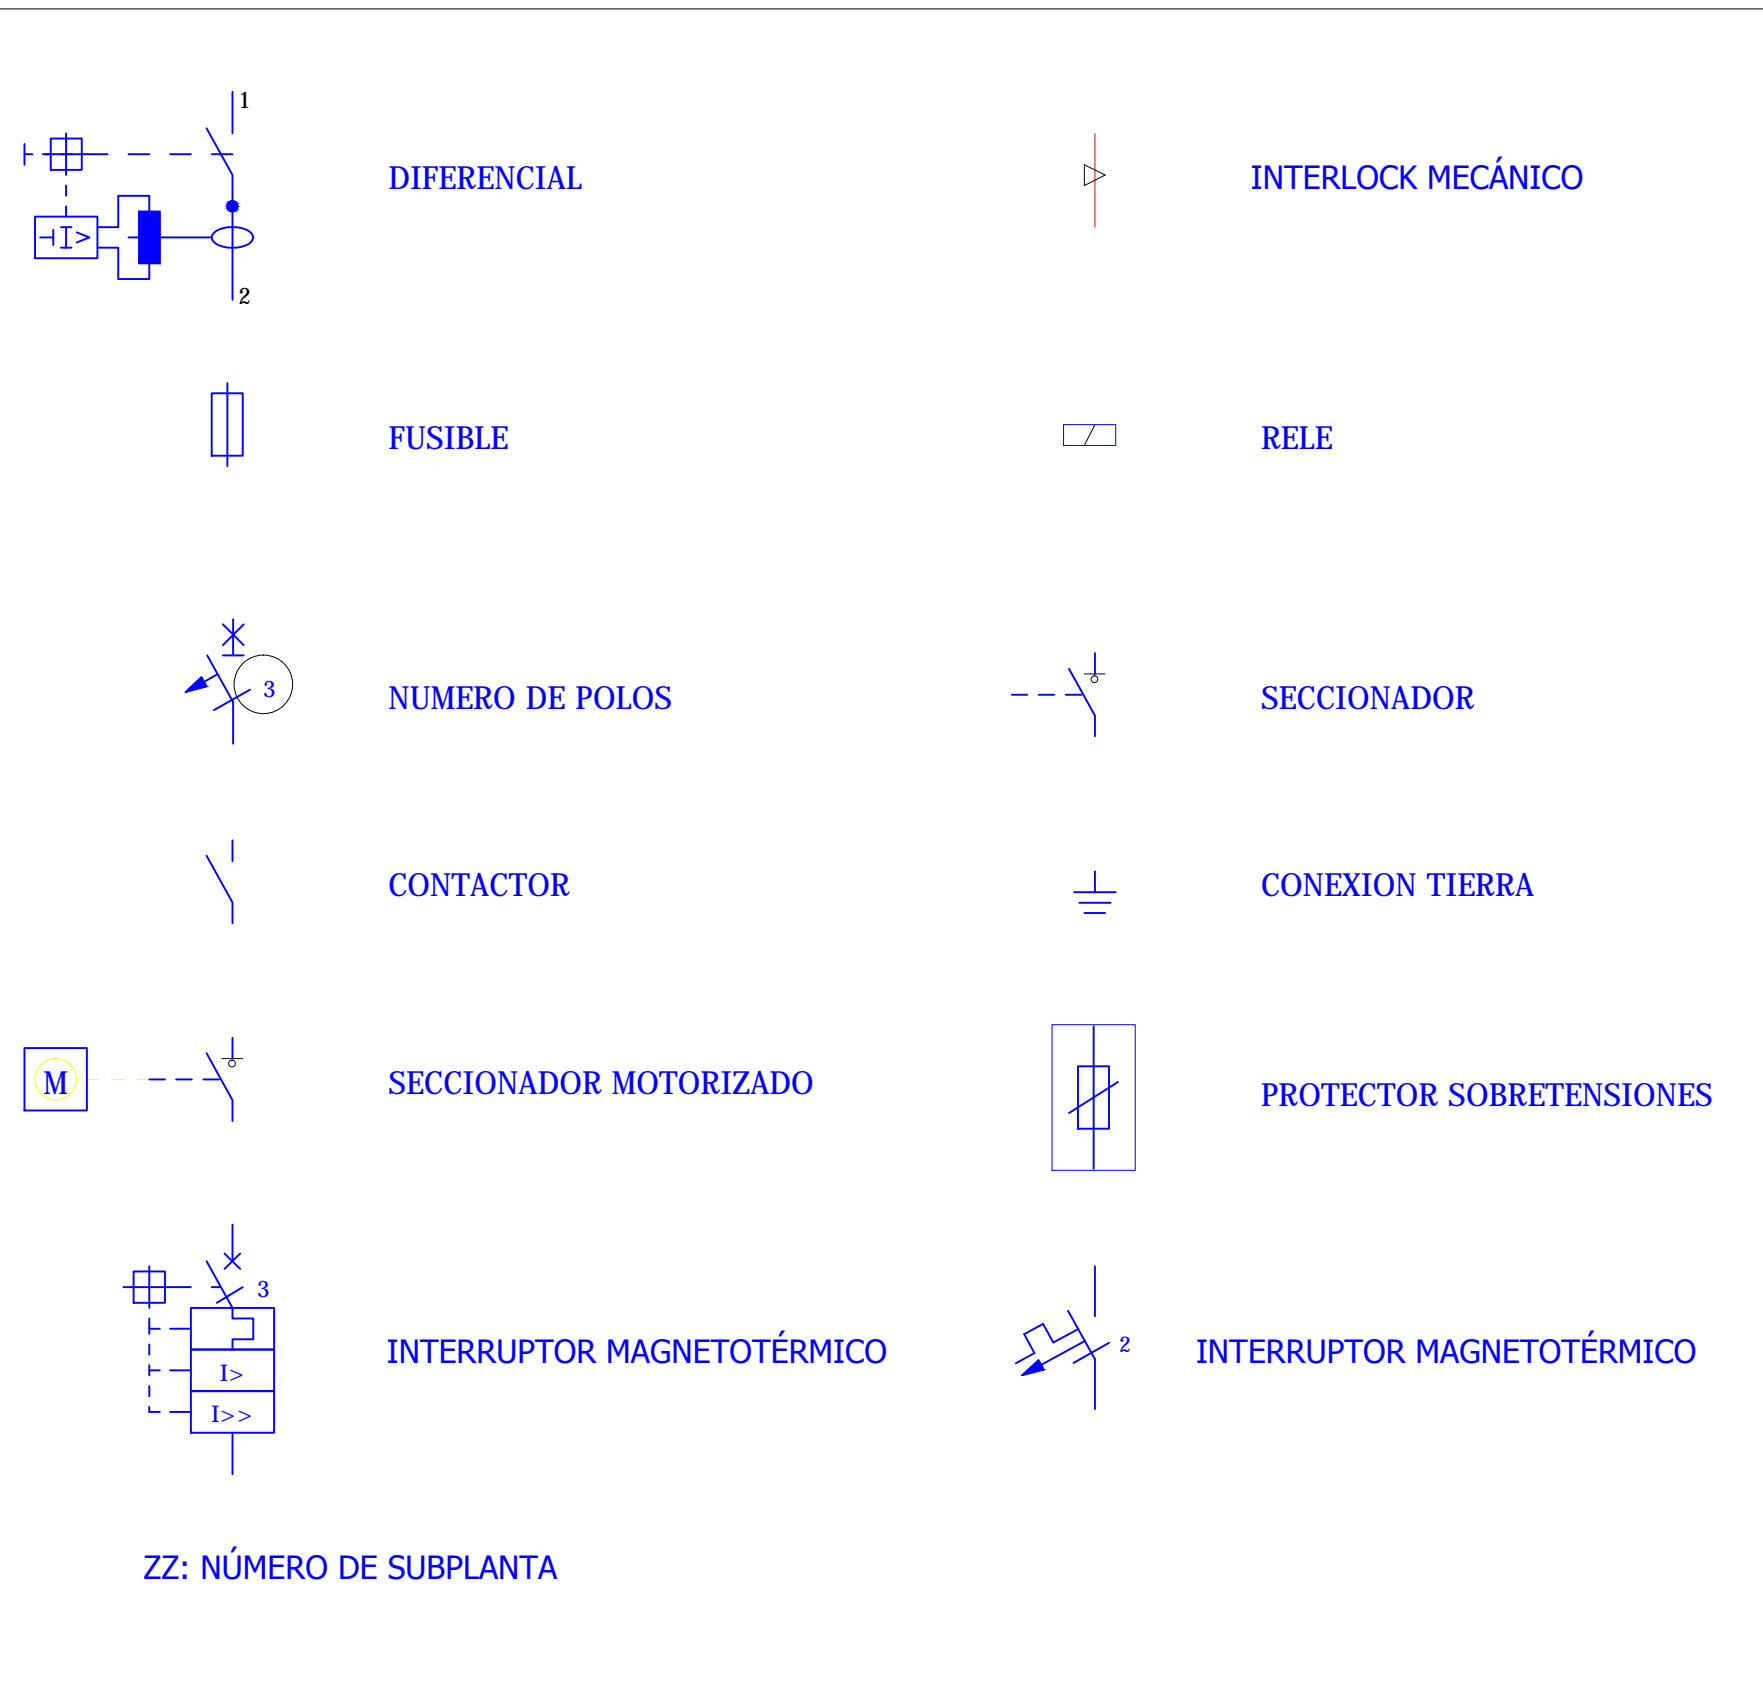 1
DIFERENCIAL
INTERLOCK MECÁNICO
I>
2
FUSIBLE
RELE
3
NUMERO DE POLOS
SECCIONADOR
CONTACTOR
CONEXION TIERRA
M
SECCIONADOR MOTORIZADO
PROTECTOR SOBRETENSIONES
3
INTERRUPTOR MAGNETOTÉRMICO
2
INTERRUPTOR MAGNETOTÉRMICO
I>
I>>
ZZ: NÚMERO DE SUBPLANTA